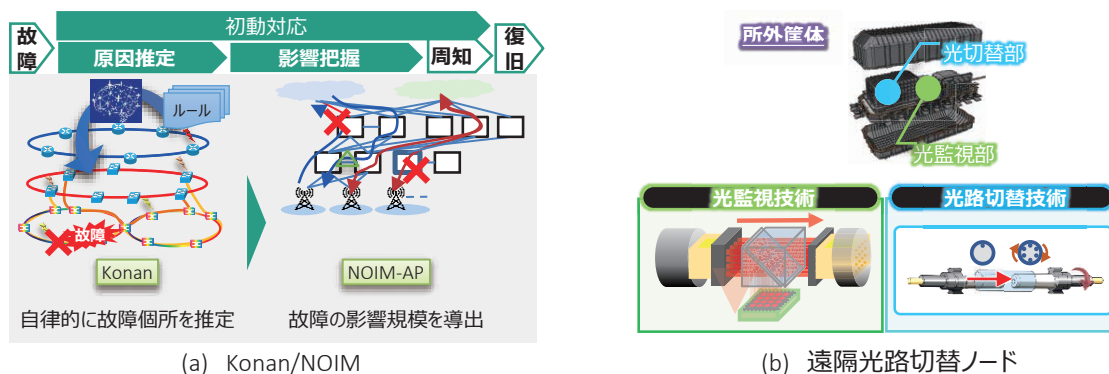 故障
初動対応
原因推定
影響把握
周知
復旧
ルール
故障
Konan
NOIM-AP
自律的に故障個所を推定
故障の影響規模を導出
(a) Konan/NOIM
所外筐体
光切替部
光監視部
光監視技術
光路切替技術
(b) 遠隔光路切替ノード